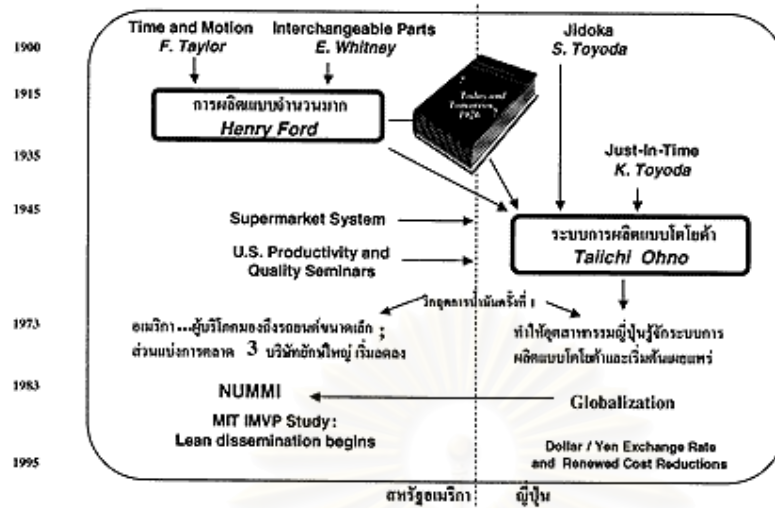 1900
Time and Motion
F. Taylor
Interchangeable Parts
E. Whitney
Jidoka
S. Toyoda
1915
การผลิตแบบจำนวนมาก
Henry Ford
Today and
Tomorrow,
1926
1935
Just-In-Time
K. Toyoda
1945
Supermarket System
ระบบการผลิตแบบโตโยต้า
Taiichi Ohno
U.S. Productivity and
Quality Seminars
วิกฤตการน้ำมันครั้งที่ 1
1973
อเมริกา...ผู้บริโภคมองถึงรถยนต์ขนาดเล็ก ;
ส่วนแบ่งการตลาด 3 บริษัทยักษ์ใหญ่ เริ่มลดลง
ทำให้อุตสาหกรรมญี่ปุ่นรู้จักระบบการ
ผลิตแบบโตโยต้าและเริ่มต้นเผยแพร่
1983
NUMMI
Globalization
MIT IMVP Study :
Lean dissemination begins
1995
Dollar / Yen Exchange Rate
and Renewed Cost Reductions
สหรัฐอเมริกา
ญี่ปุ่น